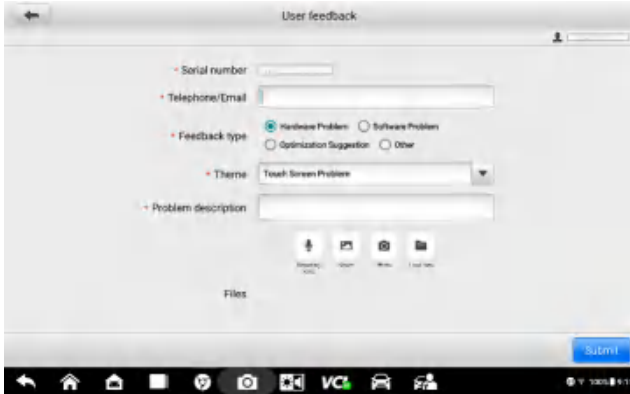 User feedback
* Serial number
* Telephone/Email
* Feedback type
Hardware Problem Software Problem
Optimization Suggestion Other
* Theme Touch Screen Problem
* Problem description
Files
Submit
VCI